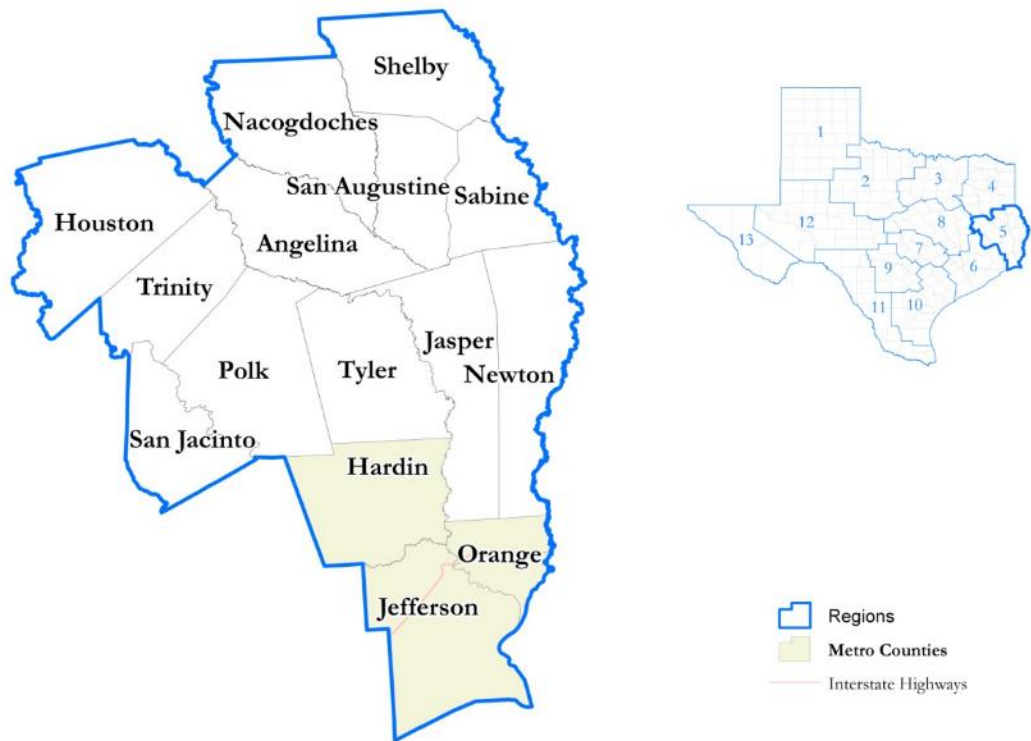 Shelby
Nacogdoches
San Augustine
Sabine
Houston
Angelina
Trinity
Jasper
Polk
Tyler
Newton
San Jacinto
Hardin
Orange
Jefferson
1
2
3
4
5
8
12
13
7
6
9
11
10
Regions
Metro Counties
Interstate Highways